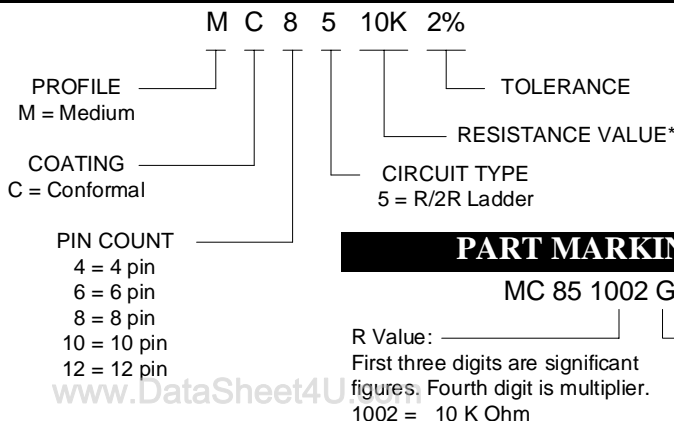 M C 8 5 10K 2%
PROFILE
M = Medium
TOLERANCE
RESISTANCE VALUE*
COATING
C = Conformal
CIRCUIT TYPE
5 = R/2R Ladder
PIN COUNT
4 = 4 pin
6 = 6 pin
8 = 8 pin
10 = 10 pin
12 = 12 pin
PART MARKIN
MC 85 1002 G
R Value:
First three digits are significant
figures. Fourth digit is multiplier.
1002 = 10 K Ohm
www.DataSheet4U.com